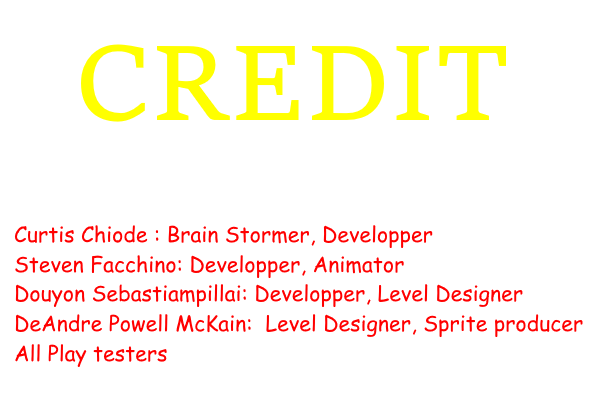 CREDIT
Curtis Chiode : Brain Stormer, Developper
Steven Facchino: Developper, Animator
Douyon Sebastiampillai: Developper, Level Designer
DeAndre Powell McKain:  Level Designer, Sprite producer
All Play testers